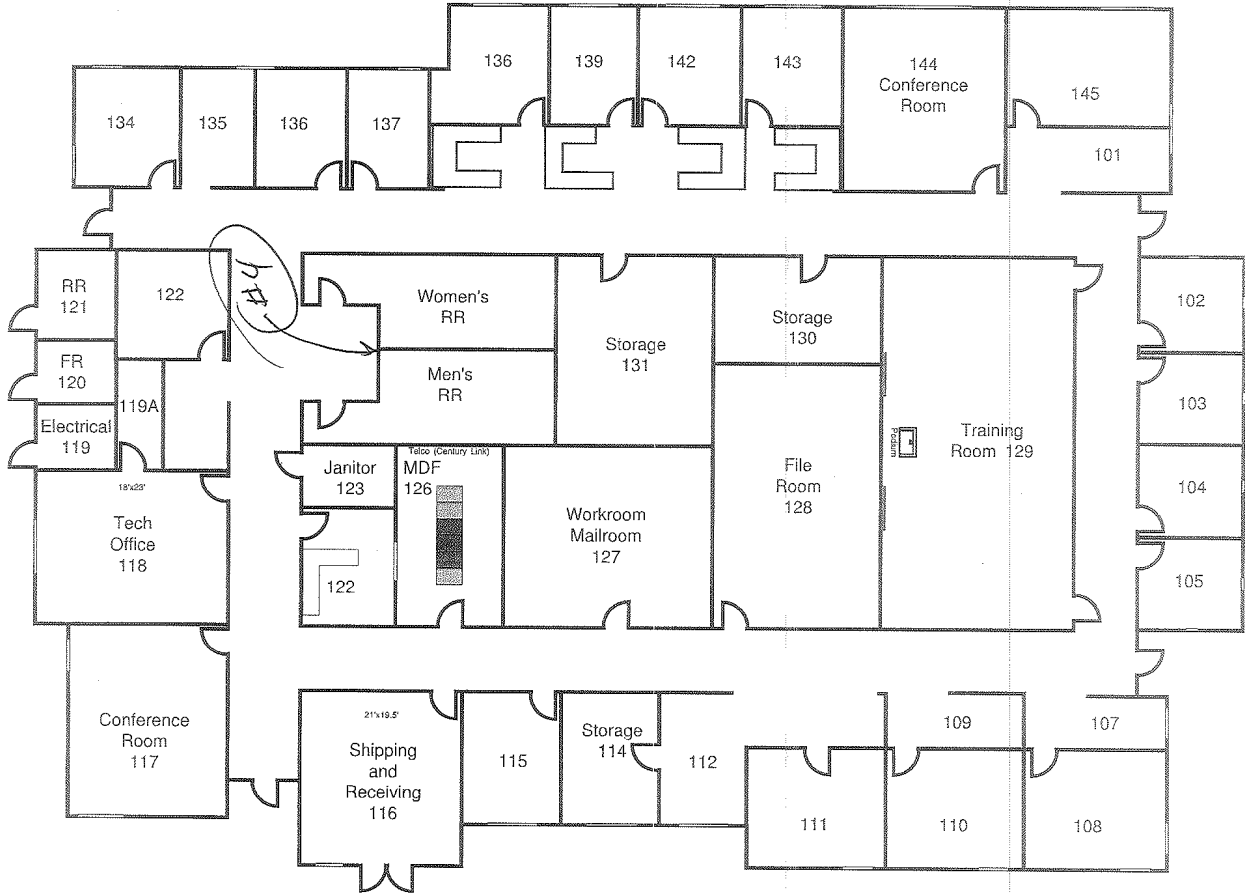 136
139
142
143
144
Conference
Room
145
134
135
136
137
101
RR
121
122
#4
Women's
RR
Storage
131
Storage
130
102
FR
120
119A
Men's
RR
103
Electrical
119
Podium
Training
Room 129
18'x23'
Tech
Office
118
Janitor
123
Telco (Century Link)
MDF
126
Workroom
Mailroom
127
File
Room
128
104
122
105
Conference
Room
117
21'x19.5'
Shipping
and
Receiving
116
115
Storage
114
112
109
107
111
110
108